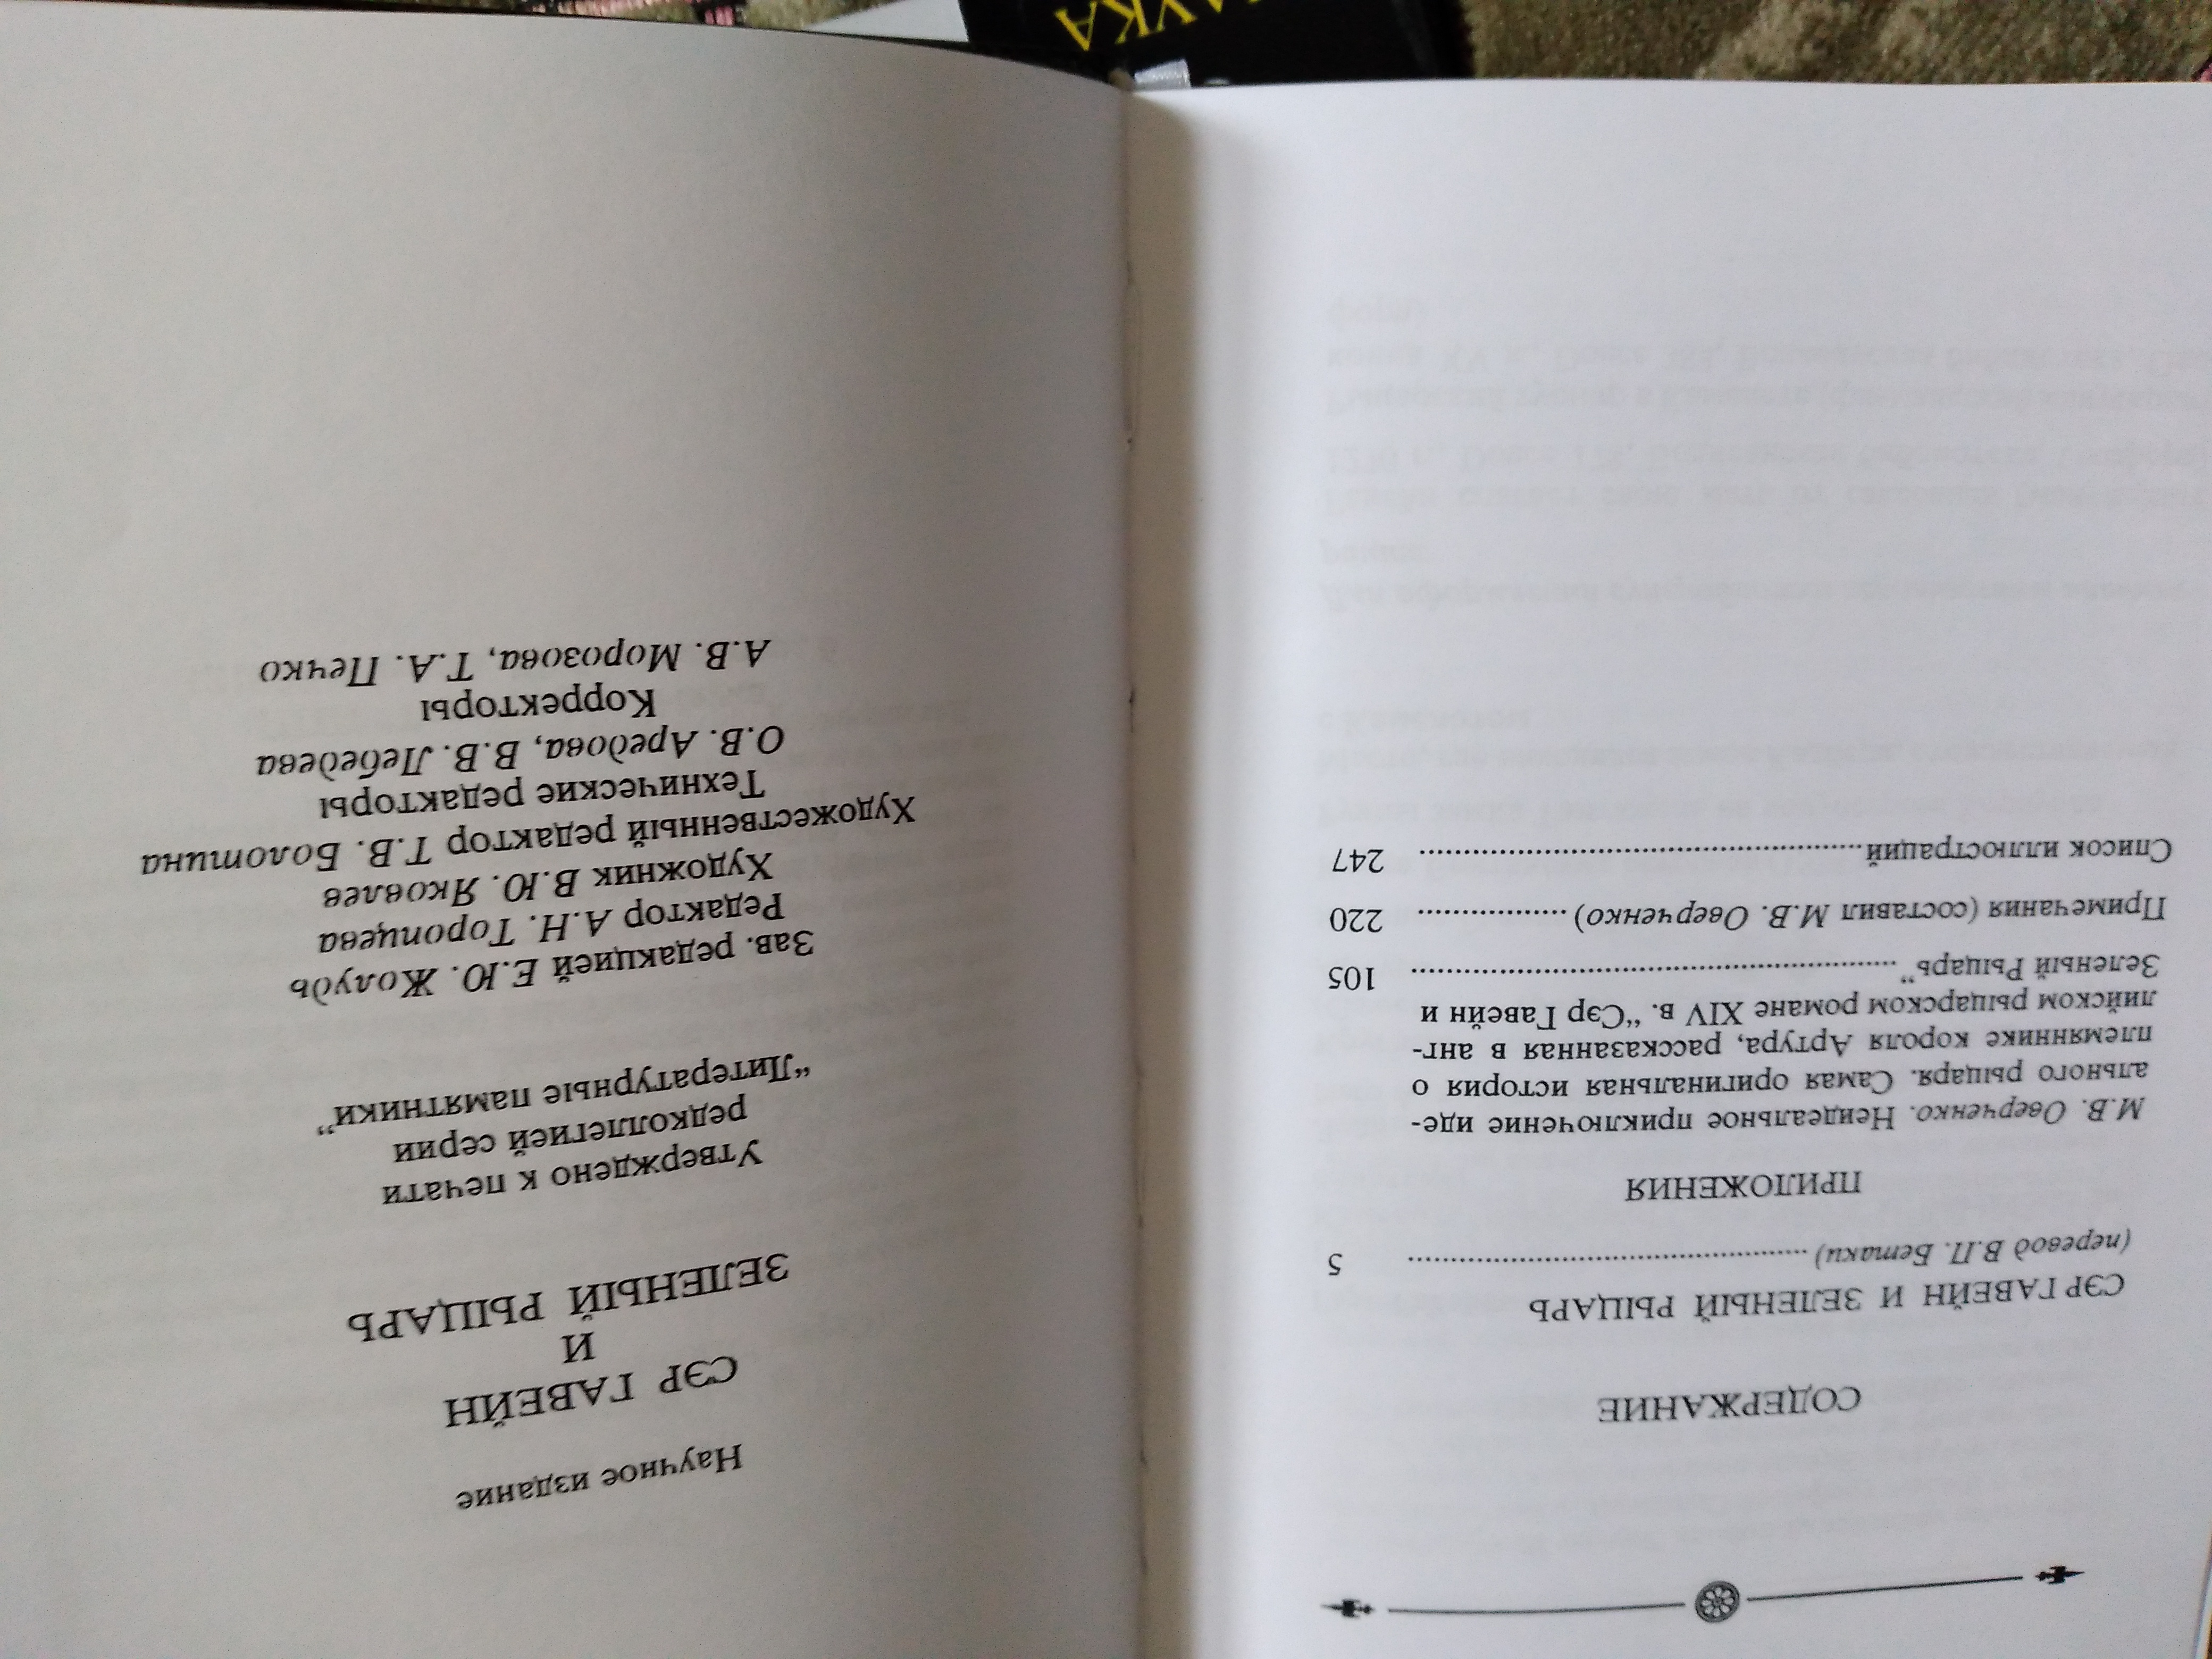 СОДЕРЖАНИЕ
СЭР ГАВЕЙН И ЗЕЛЕНЫЙ РЫЦАРЬ
(перевод В.П. Бетаки) ........................ 5
ПРИЛОЖЕНИЯ
М.В. Оверченко. Неидеальное приключение иде-
ального рыцаря. Самая оригинальная история о
племяннике короля Артура, рассказанная в анг-
лийском рыцарском романе XIV в. “Сэр Гавейн и
Зеленый Рыцарь” ........................ 105
Примечания (составил М.В. Оверченко) ........................ 220
Список иллюстраций ........................ 247
Научное издание
СЭР ГАВЕЙН
И
ЗЕЛЕНЫЙ РЫЦАРЬ
Утверждено к печати
редколлегией серии
“Литературные памятники”
Зав. редакцией Е.Ю. Жолудь
Редактор А.Н. Торопцева
Художник В.Ю. Яковлев
Художественный редактор Т.В. Болотина
Технические редакторы
О.В. Аредова, В.В. Лебедева
Корректоры
А.В. Морозова, Т.А. Печко
АУКА